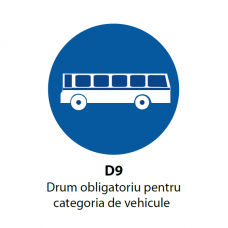 D9
Drum obligatoriu pentru
categoria de vehicule